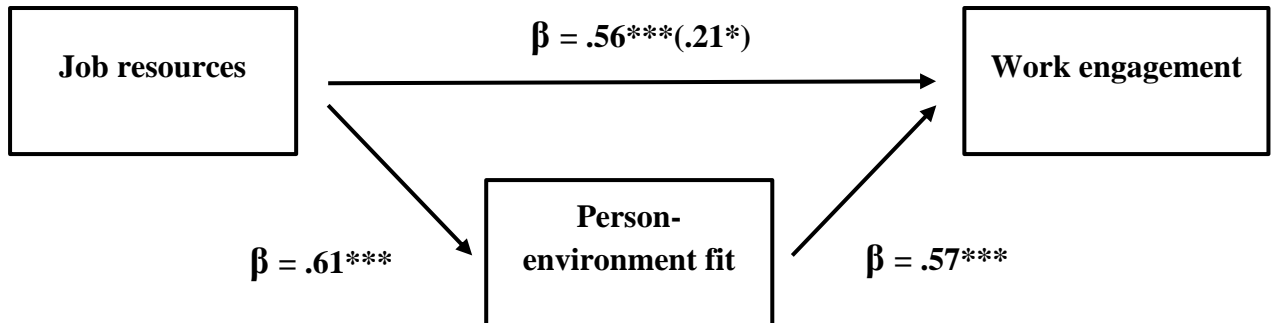 β = .56***(.21*)
Job resources
Work engagement
Person-
environment fit
β = .61***
β = .57***